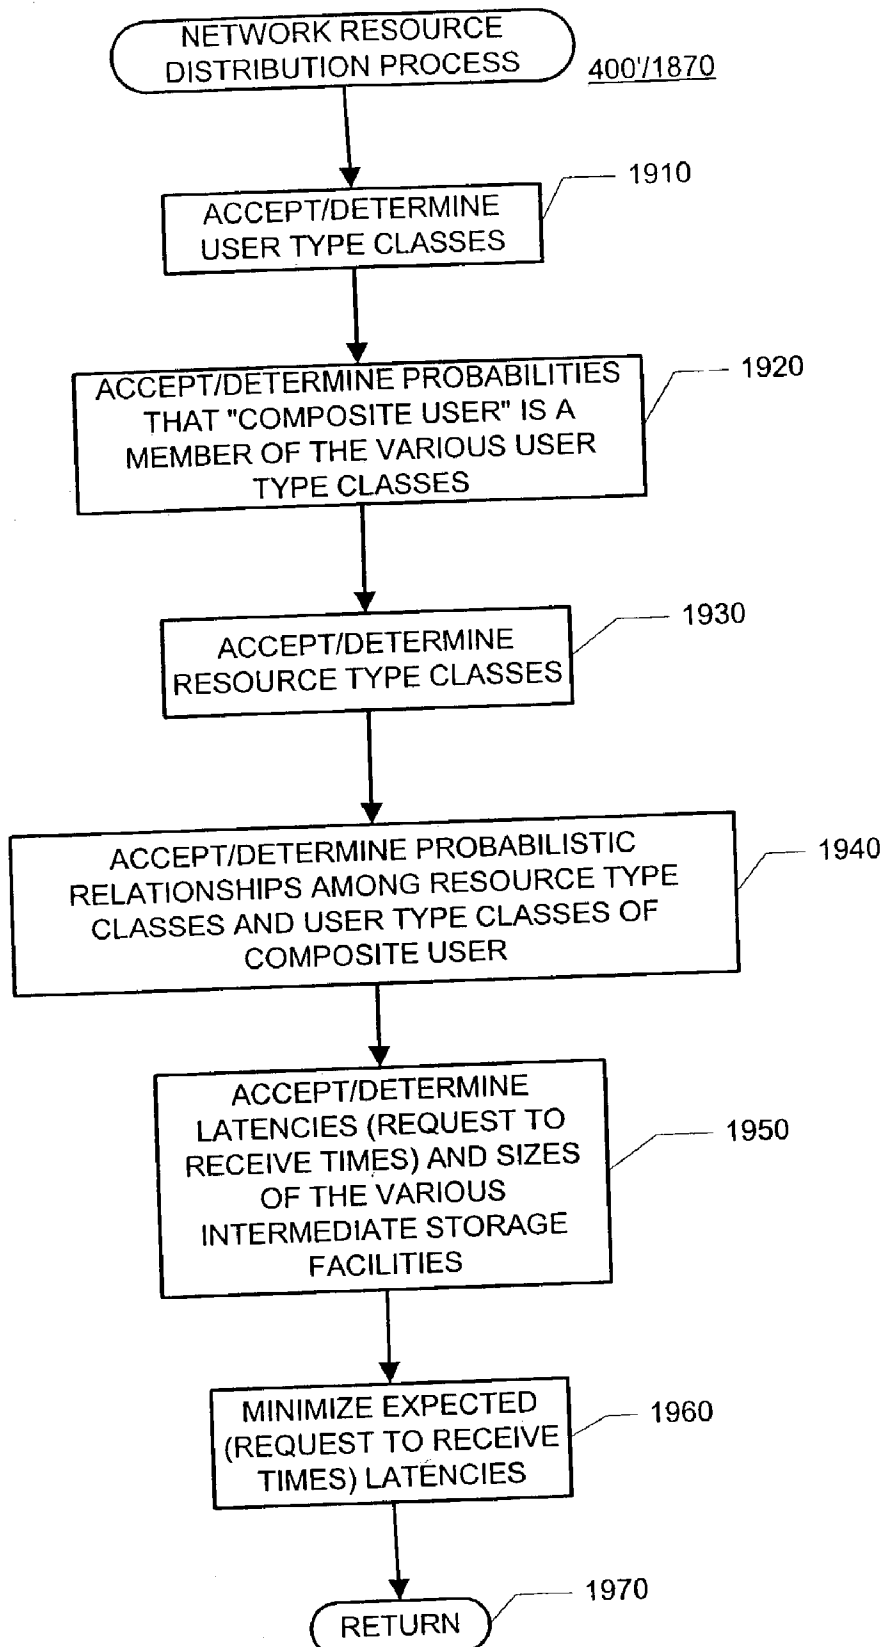 NETWORK RESOURCE
DISTRIBUTION PROCESS
400'/1870
1910
ACCEPT/DETERMINE
USER TYPE CLASSES
1920
ACCEPT/DETERMINE PROBABILITIES
THAT "COMPOSITE USER" IS A
MEMBER OF THE VARIOUS USER
TYPE CLASSES
1930
ACCEPT/DETERMINE
RESOURCE TYPE CLASSES
1940
ACCEPT/DETERMINE PROBABILISTIC
RELATIONSHIPS AMONG RESOURCE TYPE
CLASSES AND USER TYPE CLASSES OF
COMPOSITE USER
1950
ACCEPT/DETERMINE
LATENCIES (REQUEST TO
RECEIVE TIMES) AND SIZES
OF THE VARIOUS
INTERMEDIATE STORAGE
FACILITIES
1960
MINIMIZE EXPECTED
(REQUEST TO RECEIVE
TIMES) LATENCIES
1970
RETURN